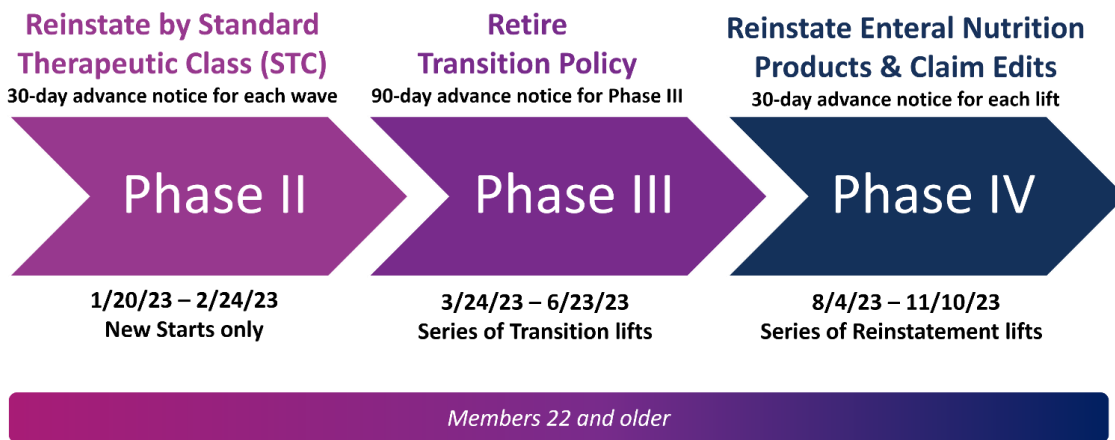 Reinstate by Standard
Therapeutic Class (STC)
30-day advance notice for each wave
Phase II
1/20/23 – 2/24/23
New Starts only
Retire
Transition Policy
90-day advance notice for Phase III
Phase III
3/24/23 – 6/23/23
Series of Transition lifts
Reinstate Enteral Nutrition
Products & Claim Edits
30-day advance notice for each lift
Phase IV
8/4/23 – 11/10/23
Series of Reinstatement lifts
Members 22 and older